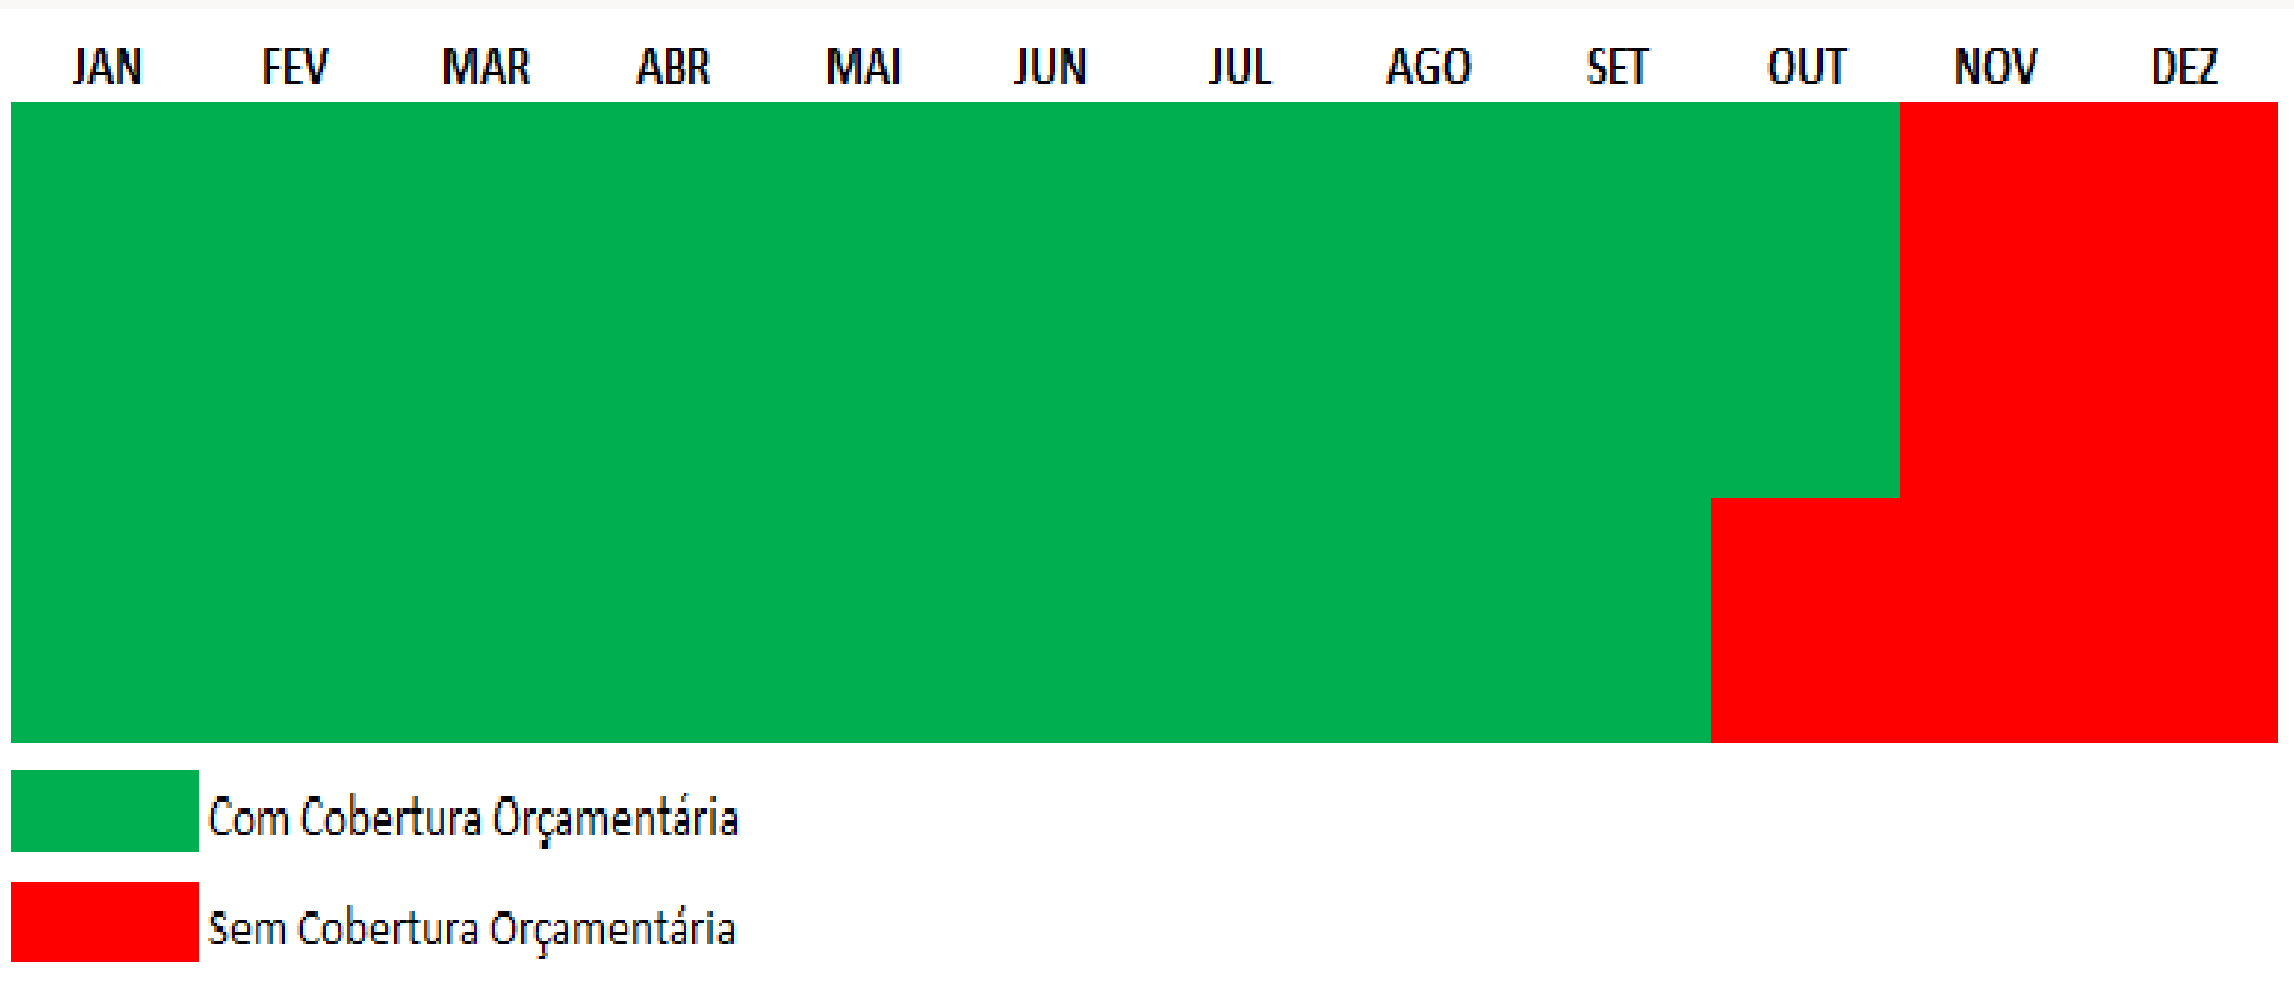 JAN FEV MAR ABR MAI JUN JUL AGO SET OUT NOV DEZ
Com Cobertura Orçamentária
Sem Cobertura Orçamentária